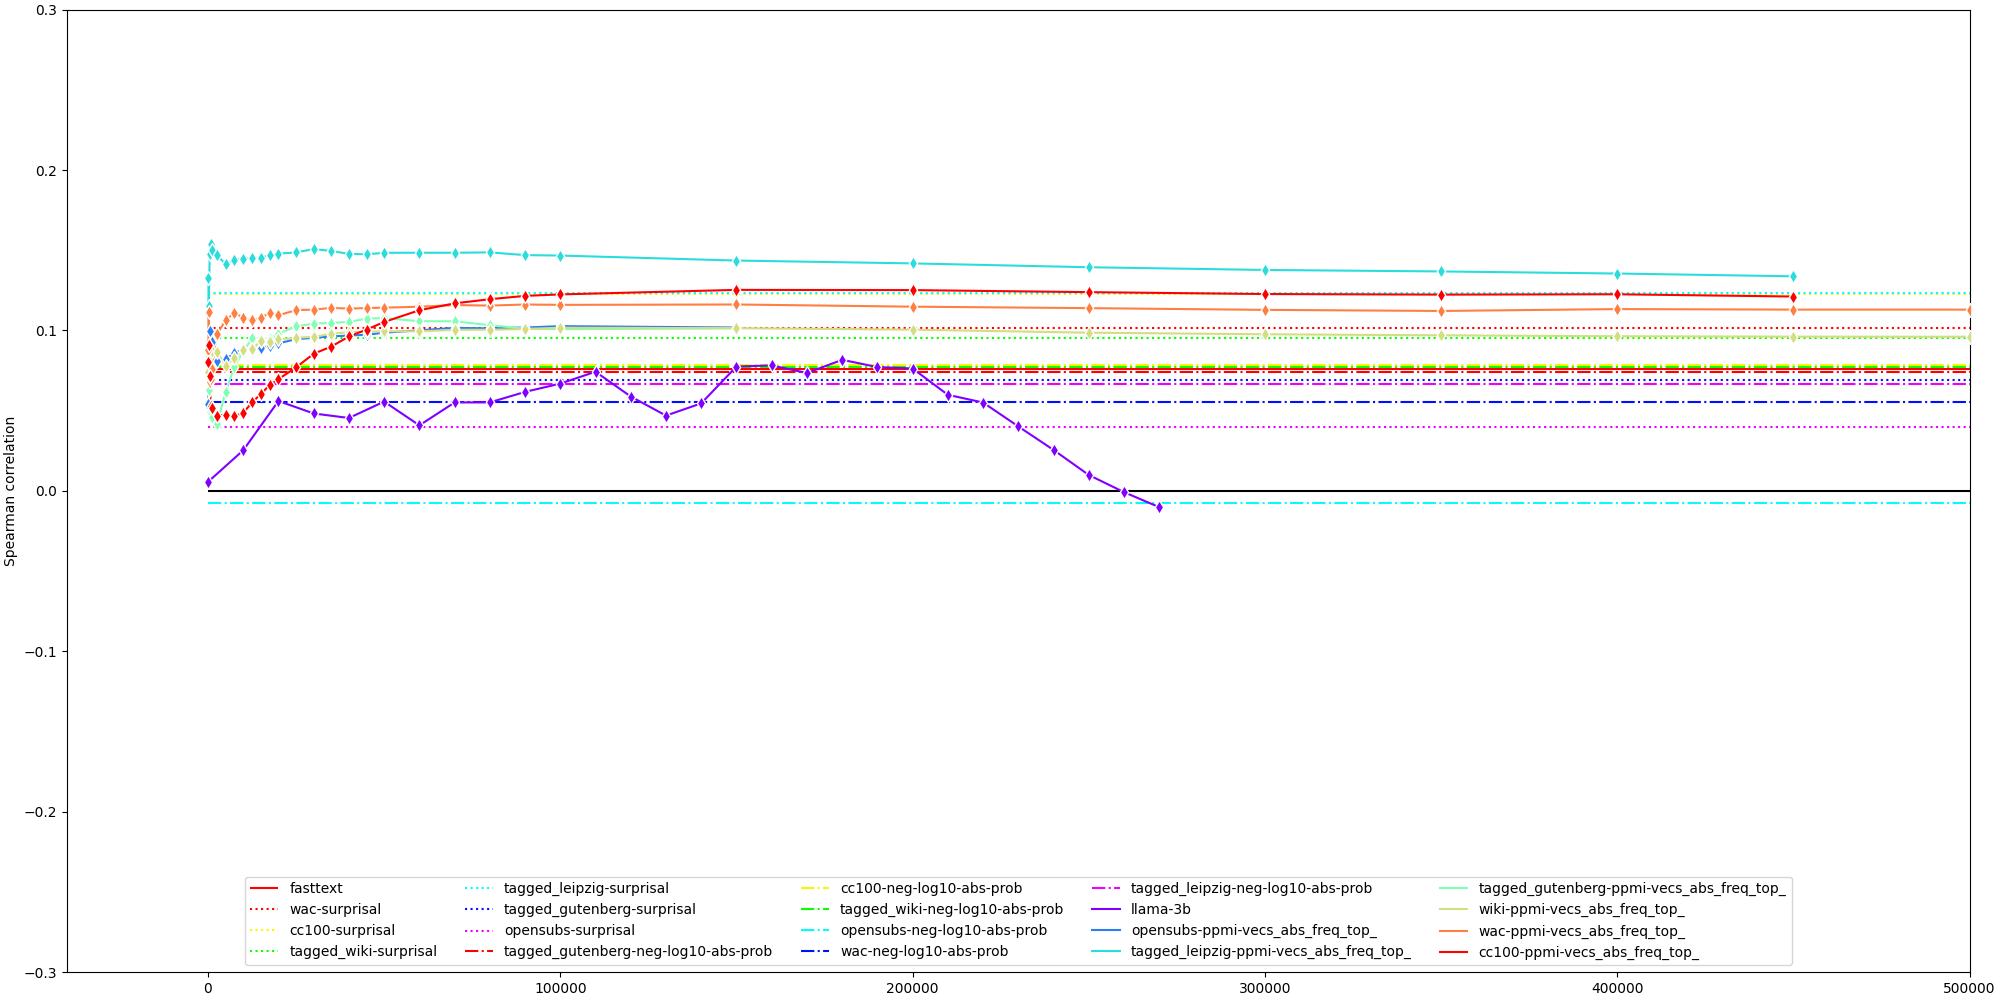 0.3
0.2
0.1
0.0
−0.1
−0.2
−0.3
Spearman correlation
fasttext
wac-surprisal
cc100-surprisal
tagged_wiki-surprisal
tagged_leipzig-surprisal
tagged_gutenberg-surprisal
opensubs-surprisal
tagged_gutenberg-neg-log10-abs-prob
cc100-neg-log10-abs-prob
tagged_wiki-neg-log10-abs-prob
opensubs-neg-log10-abs-prob
wac-neg-log10-abs-prob
tagged_leipzig-neg-log10-abs-prob
llama-3b
opensubs-ppmi-vecs_abs_freq_top_
tagged_leipzig-ppmi-vecs_abs_freq_top_
tagged_gutenberg-ppmi-vecs_abs_freq_top_
wiki-ppmi-vecs_abs_freq_top_
wac-ppmi-vecs_abs_freq_top_
cc100-ppmi-vecs_abs_freq_top_
0 100000 200000 300000 400000 500000